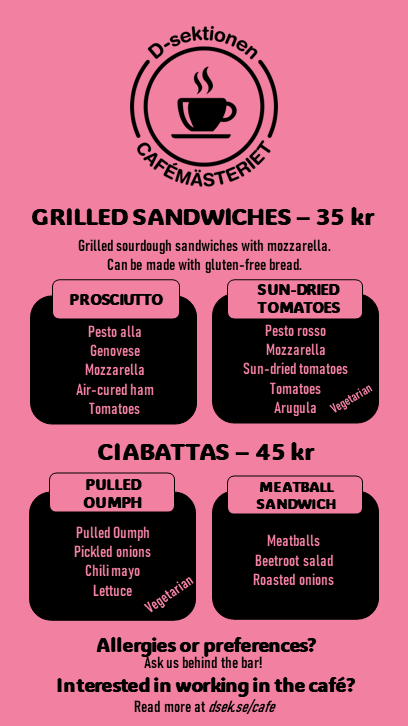 D-sektionen
CAFÉMÄSTERIET
GRILLED SANDWICHES – 35 kr
Grilled sourdough sandwiches with mozzarella.
Can be made with gluten-free bread.
PROSCIUTTO
Pesto alla
Genovese
Mozzarella
Air-cured ham
Tomatoes
SUN-DRIED
TOMATOES
Pesto rosso
Mozzarella
Sun-dried tomatoes
Tomatoes
Arugula
Vegetarian
CIABATTAS – 45 kr
PULLED
OUMPH
Pulled Oumph
Pickled onions
Chili mayo
Lettuce
Vegetarian
MEATBALL
SANDWICH
Meatballs
Beetroot salad
Roasted onions
Allergies or preferences?
Ask us behind the bar!
Interested in working in the café?
Read more at dsek.se/cafe